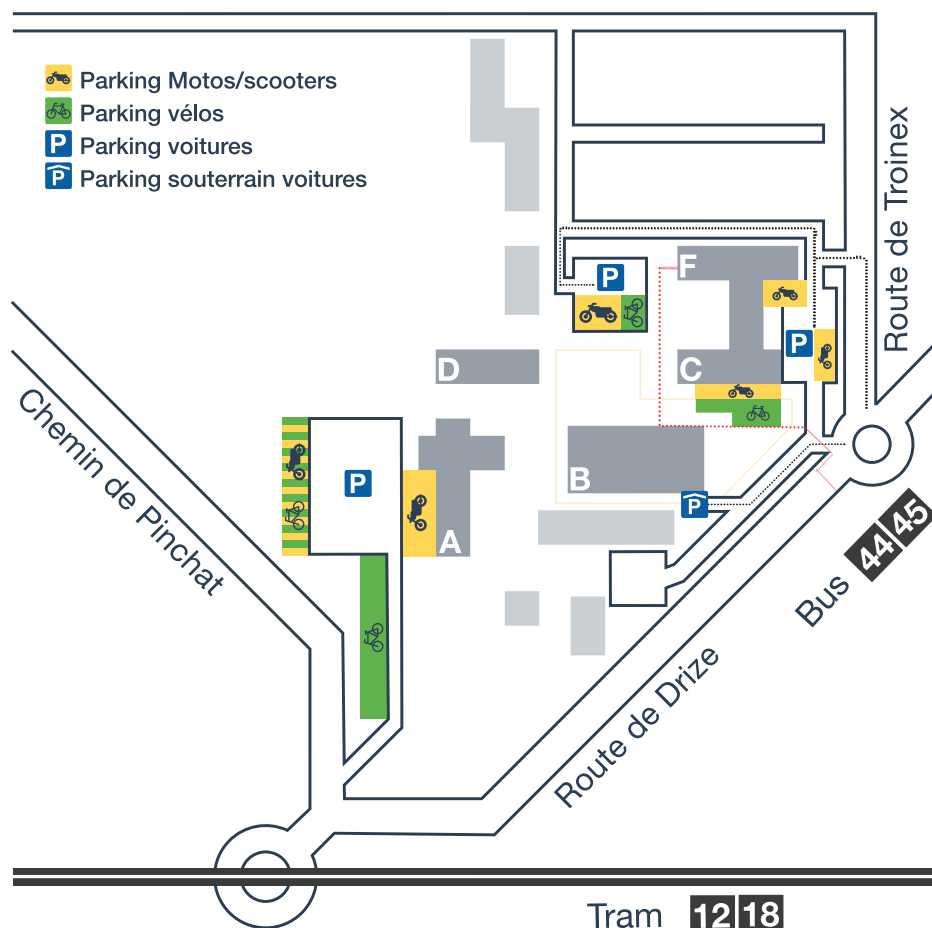 Parking Motos/scooters
Parking vélos
P Parking voitures
P Parking souterrain voitures
Route de Troinex
F
P
P
C
D
Chemin de Pinchat
P
B
P
A
Bus 44 45
Route de Drize
Tram 12 18